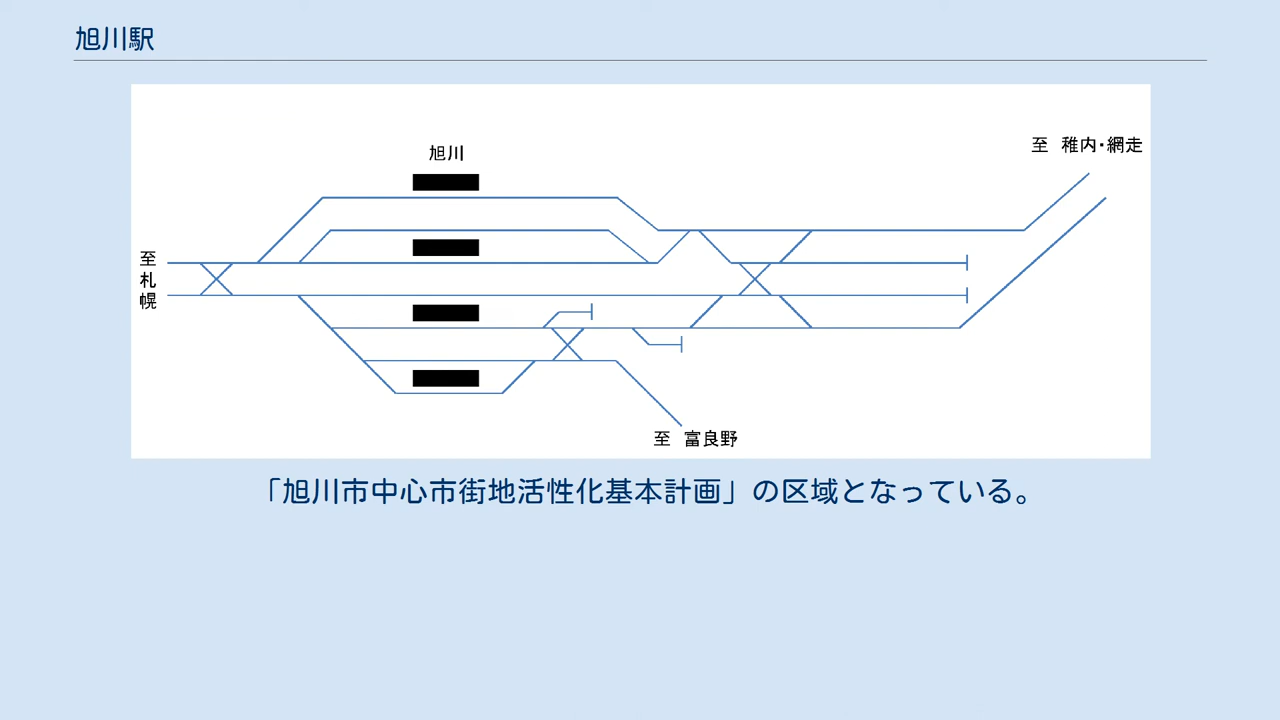 旭川駅
旭川
至 稚内・網走
至札幌
至 富良野
「旭川市中心市街地活性化基本計画」の区域となっている。